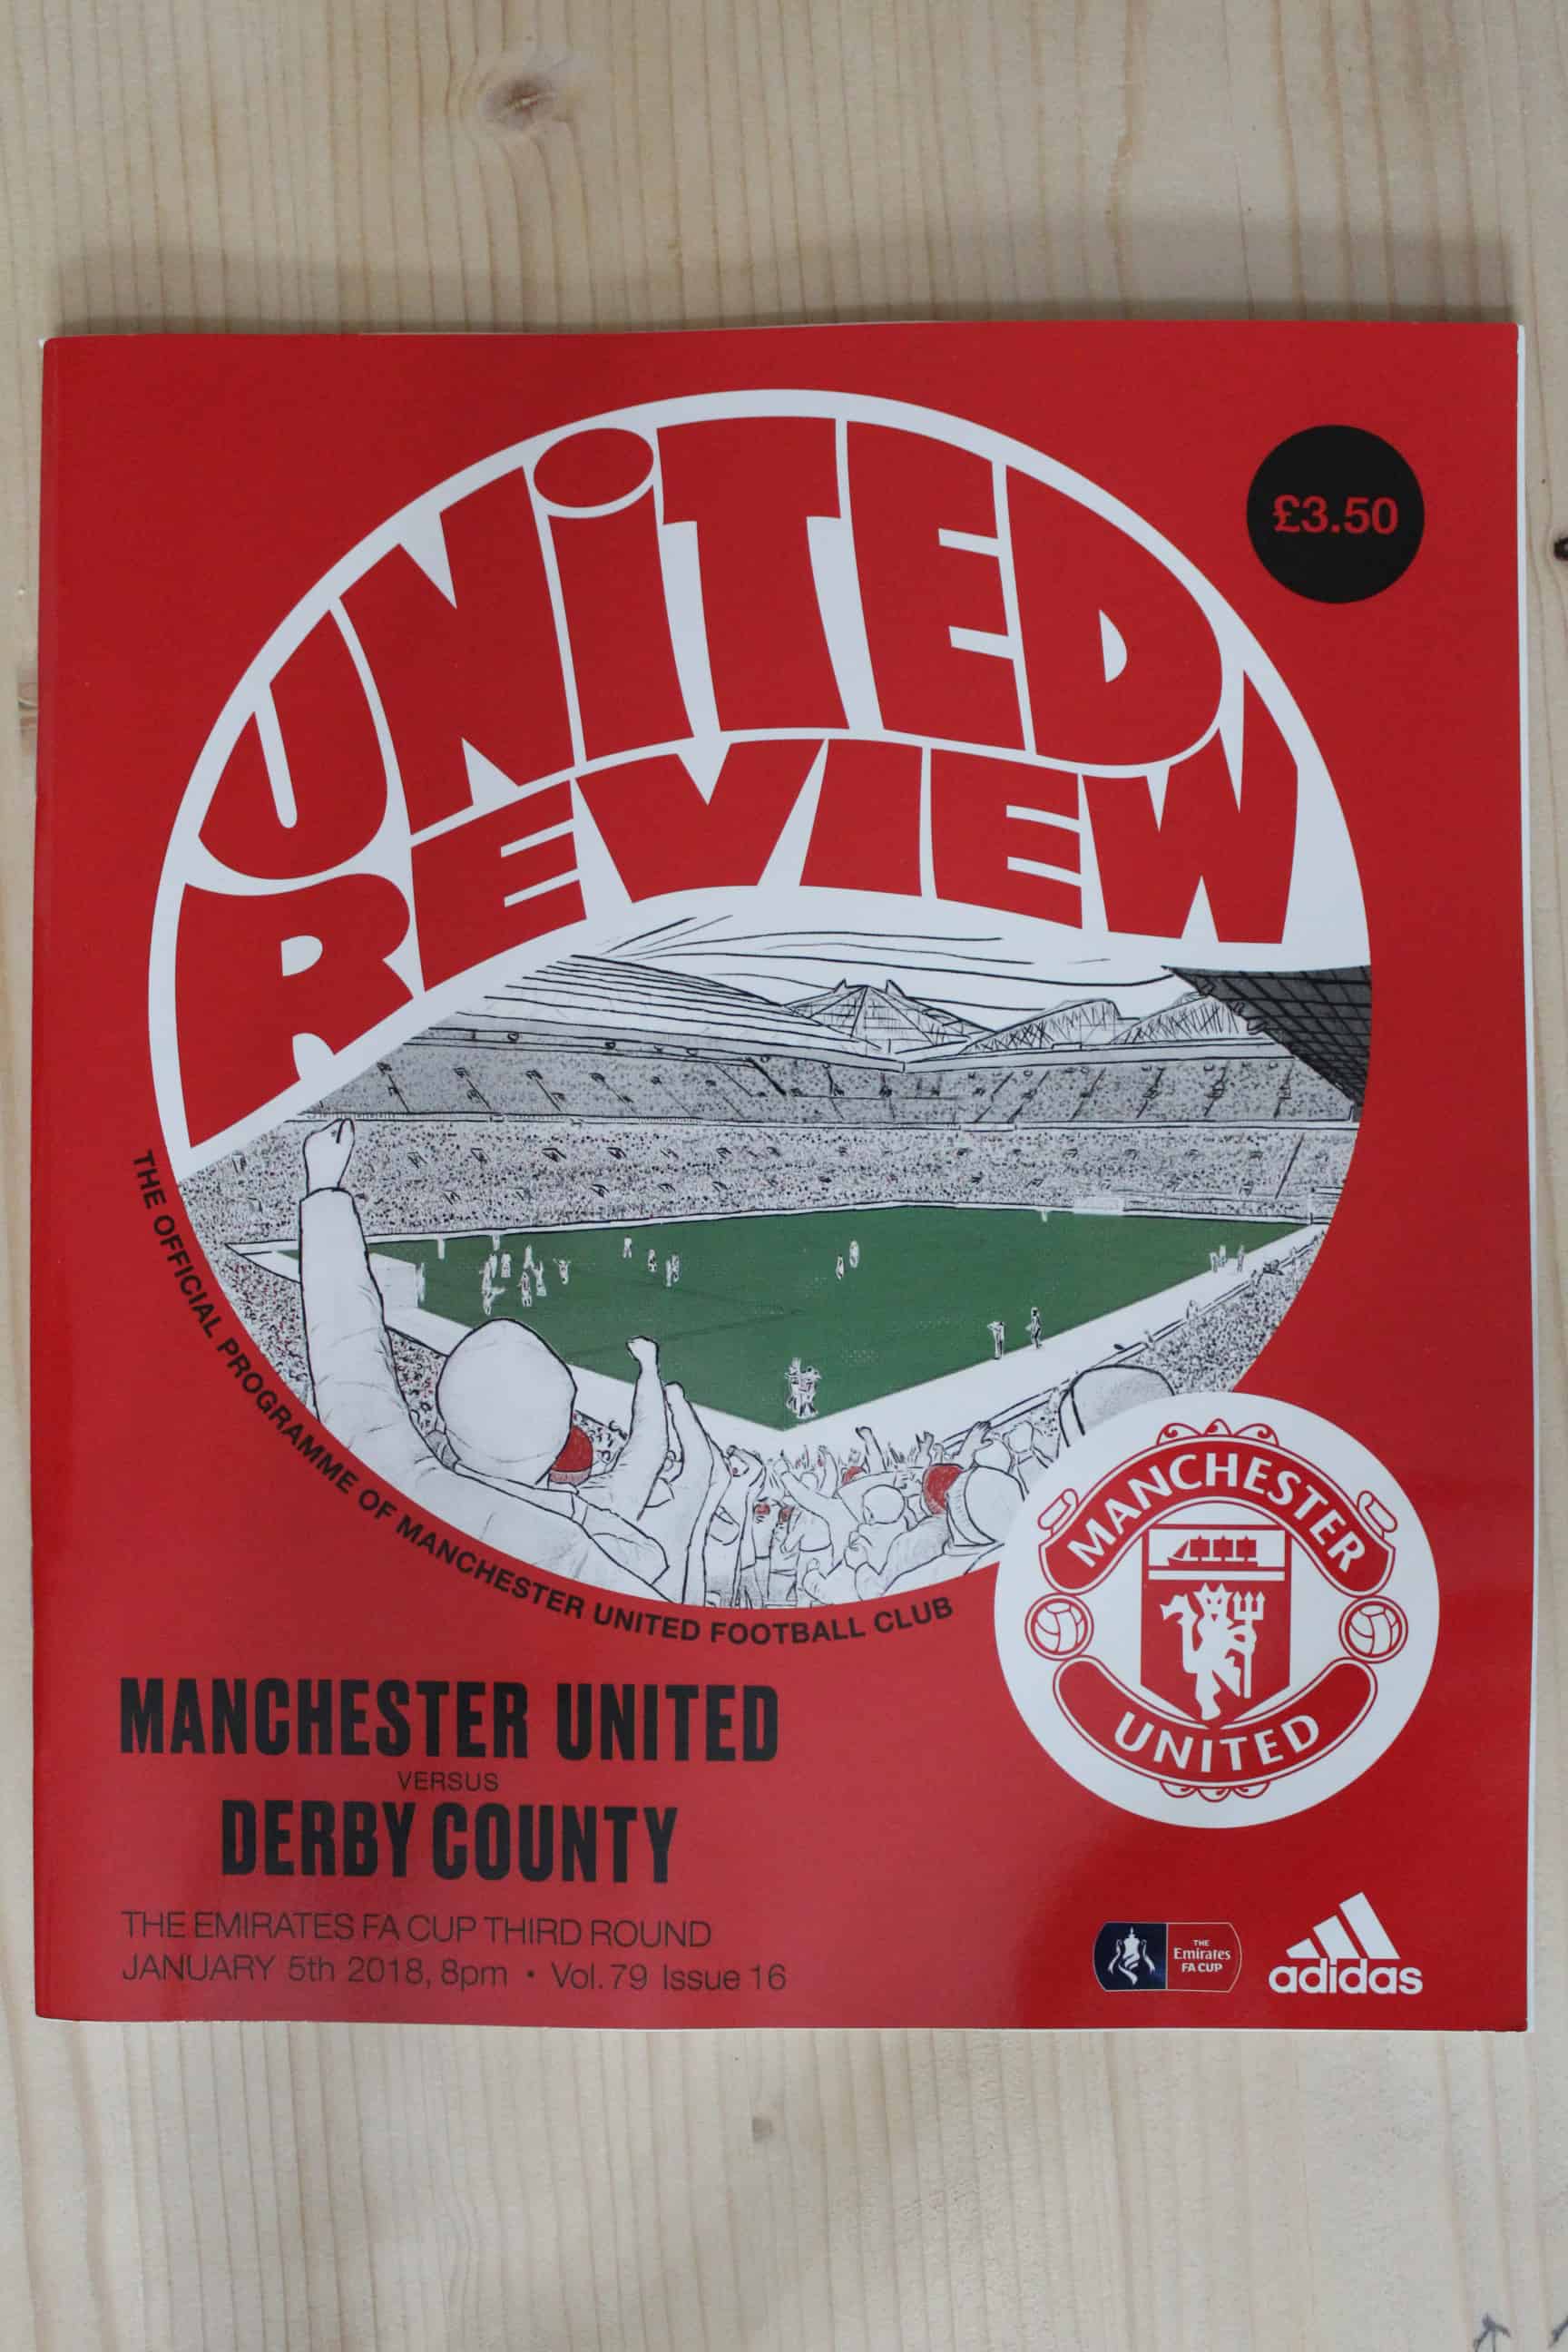 UNiTED
REVIEW
£3.50
THE OFFICIAL PROGRAMME OF MANCHESTER UNITED FOOTBALL CLUB
MANCHESTER
UNITED
MANCHESTER UNITED
VERSUS
DERBY COUNTY
THE EMIRATES FA CUP THIRD ROUND
JANUARY 5th 2018, 8pm • Vol. 79 Issue 16
THE
Emirates
FA CUP
adidas